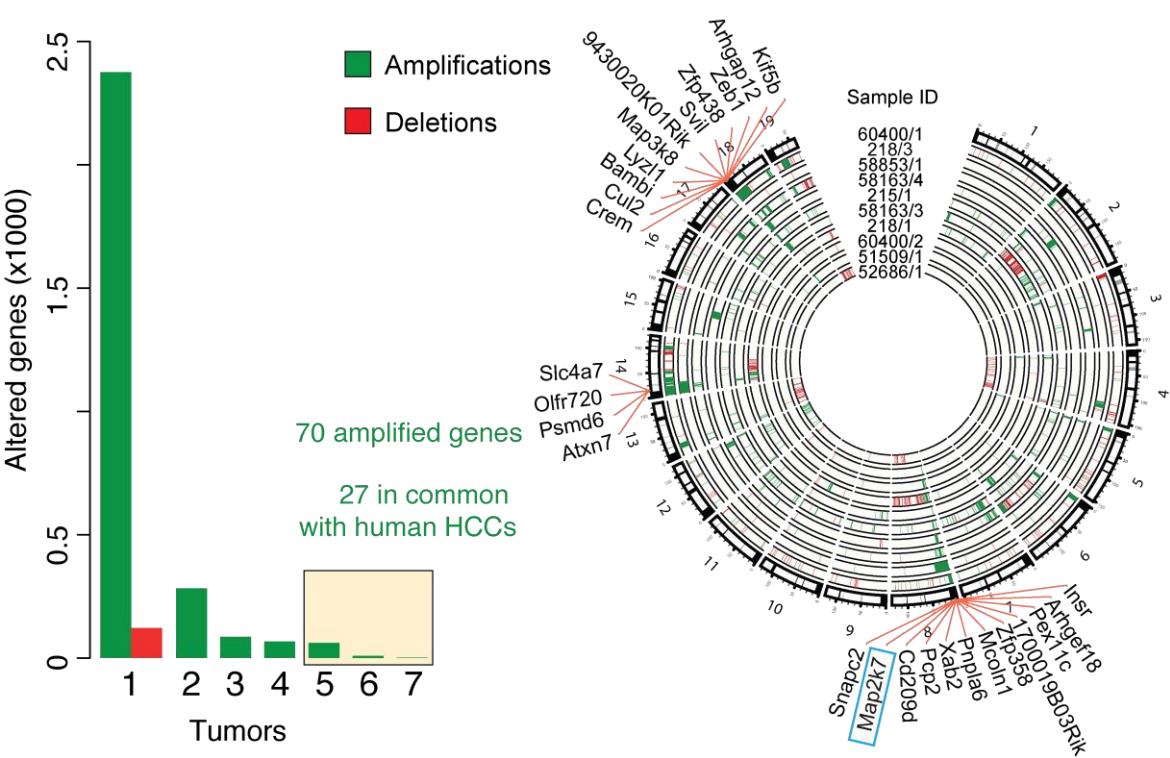 Altered genes (x1000)
2.5
1.5
0.5
0
Amplifications
Deletions
70 amplified genes
27 in common
with human HCCs
1 2 3 4 5 6 7
Tumors
Sample ID
60400/1
218/3
58853/1
58163/4
215/1
58163/3
218/1
60400/2
51509/1
52686/1
Kif5b
Arhgap12
Zeb1
Zfp438
Svil
9430020K01Rik
Map3k8
Lyzl1
Bambi
Cul2
Crem
Slc4a7
Olfr720
Psmd6
Atxn7
Insr
Arhgef18
Pex11c
1700019B03Rik
Zfp358
Mcoln1
Pnpla6
Xab2
Pcp2
Cd209d
Map2k7
Snapc2
1
2
3
4
5
6
8
9
10
11
12
13
14
15
16
17
18
19